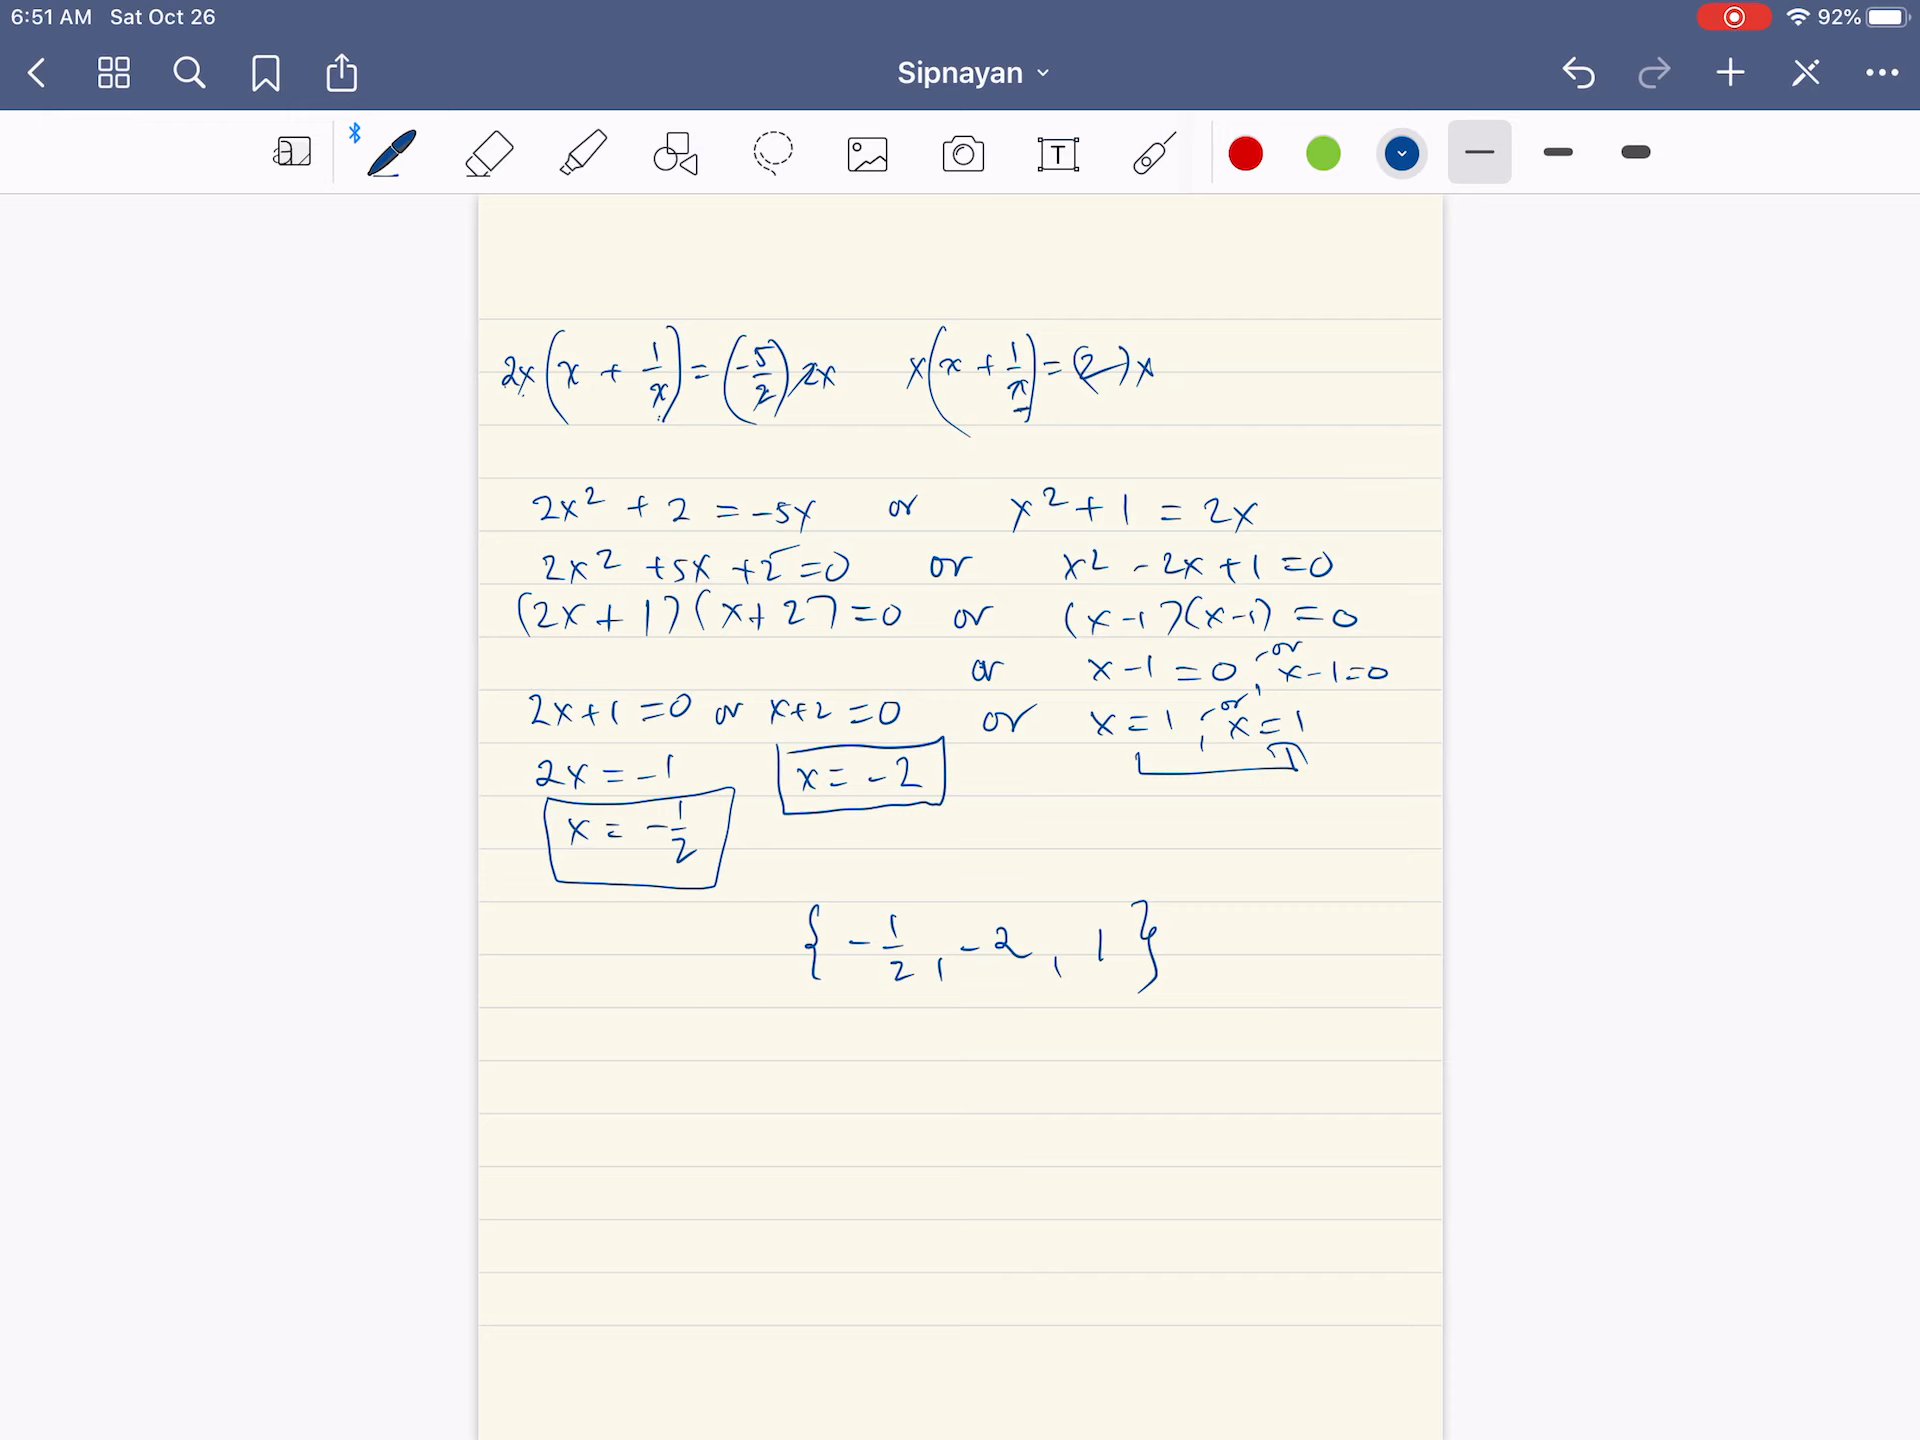 6:51 AM Sat Oct 26 92%
Sipnayan
T
2x(x + 1/x) = (-5/2) 2x x(x + 1/x) = (2) x
2x² + 2 = -5x or x² + 1 = 2x
2x² + 5x + 2 = 0 or x² - 2x + 1 = 0
(2x + 1)(x + 2) = 0 or (x - 1)(x - 1) = 0
or x - 1 = 0, or x - 1 = 0
2x + 1 = 0 or x + 2 = 0 or x = 1, or x = 1
2x = -1 x = -2
x = -1/2
{ -1/2, -2, 1 }